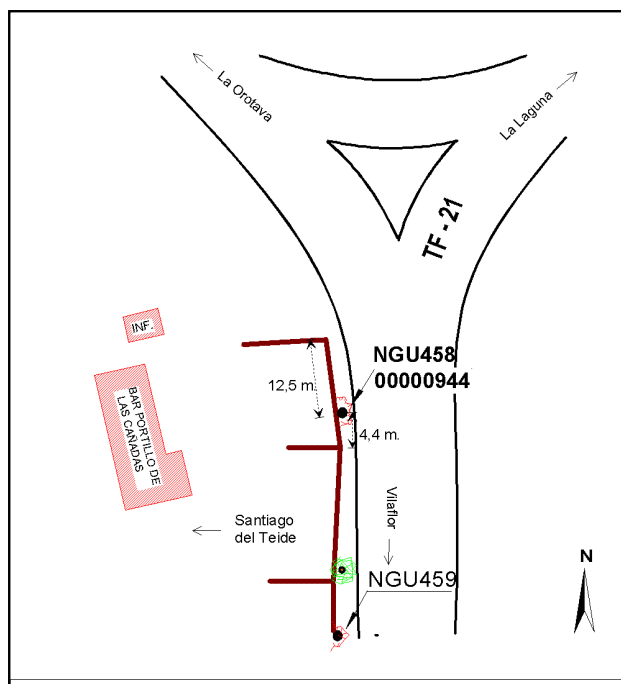 La Orotava
La Laguna
TF - 21
INF.
NGU458
00000944
12,5 m.
4,4 m.
BAR PORTILLO DE
LAS CAÑADAS
Vilaflor
Santiago
del Teide
NGU459
N